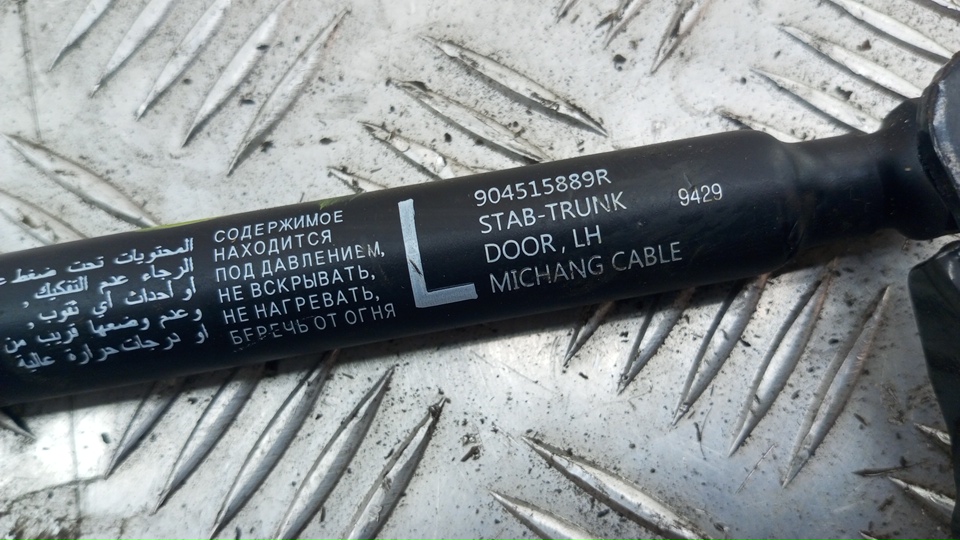 المحتويات تحت ضغط
الرجاء عدم التفكيك ,
أو أحداث أي ثقوب ,
وعدم وضعها قريب من
أو درجات حرارة عالية
СОДЕРЖИМОЕ
НАХОДИТСЯ
ПОД ДАВЛЕНИЕМ,
НЕ ВСКРЫВАТЬ,
НЕ НАГРЕВАТЬ,
БЕРЕЧЬ ОТ ОГНЯ
L
904515889R
STAB-TRUNK
DOOR, LH
MICHANG CABLE
9429